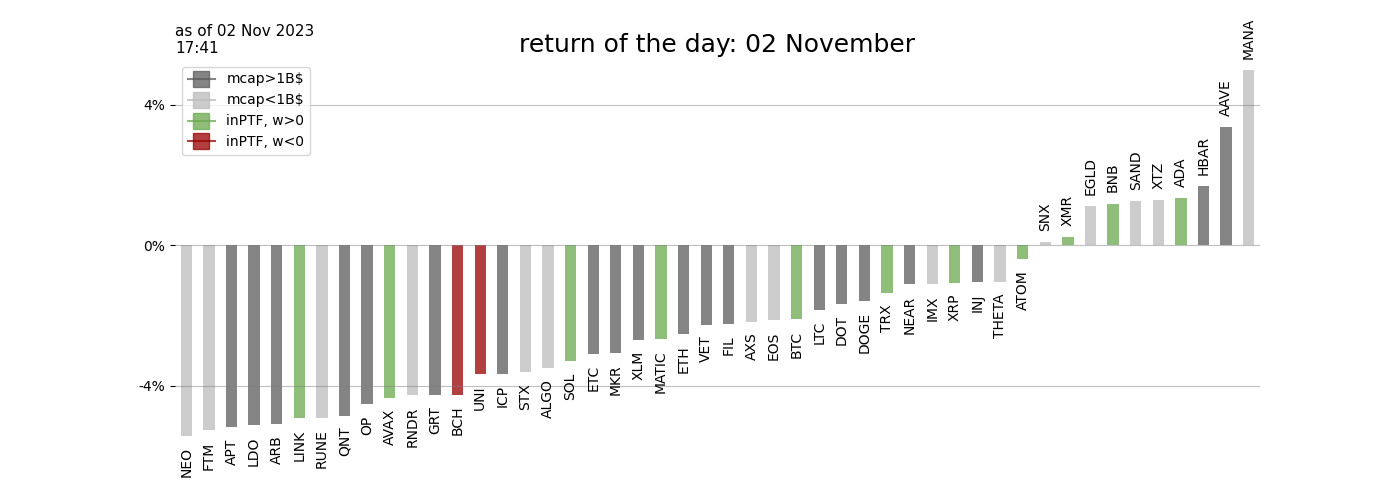 as of 02 Nov 2023
17:41
return of the day: 02 November
mcap>1B$
mcap<1B$
inPTF, w>0
inPTF, w<0
4%
0%
-4%
NEO
FTM
APT
LDO
ARB
LINK
RUNE
QNT
OP
AVAX
RNDR
GRT
BCH
UNI
ICP
STX
ALGO
SOL
ETC
MKR
XLM
MATIC
ETH
VET
FIL
AXS
EOS
BTC
LTC
DOT
DOGE
TRX
NEAR
IMX
XRP
INJ
THETA
ATOM
SNX
XMR
EGLD
BNB
SAND
XTZ
ADA
HBAR
AAVE
MANA